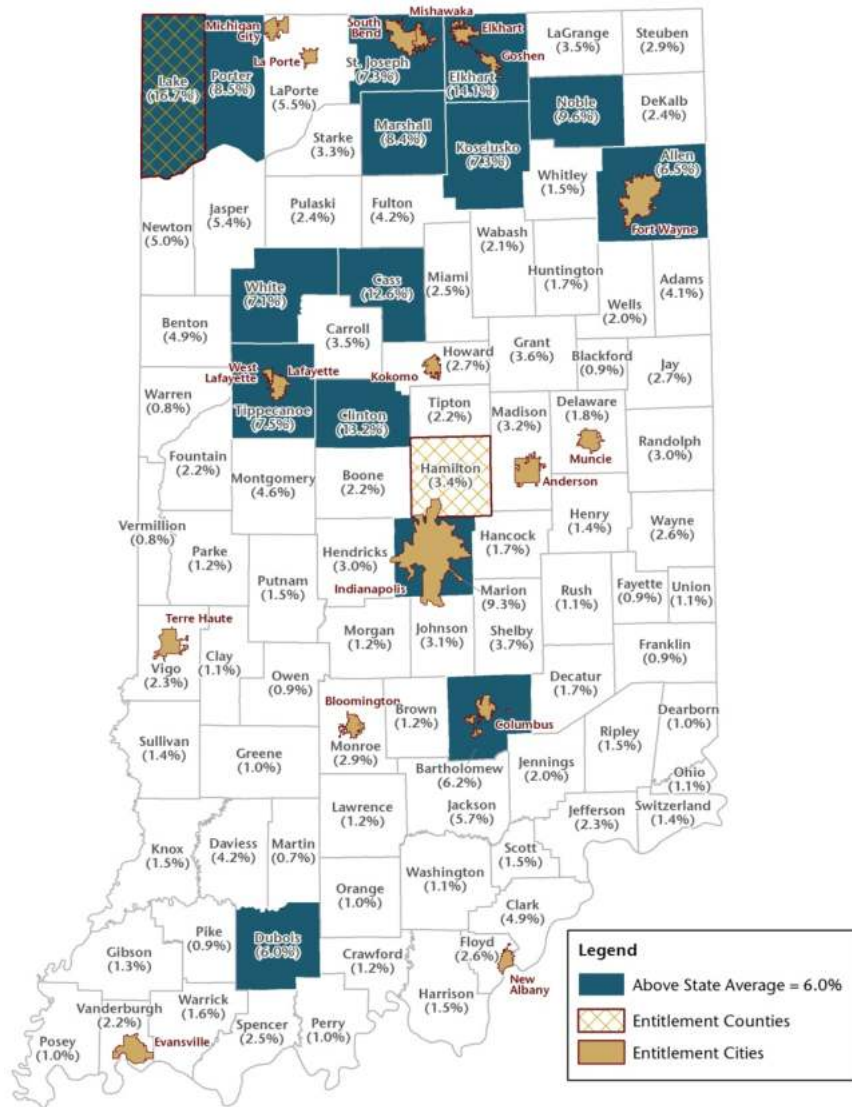 Mishawaka
Michigan
City
South
Bend
Elkhart
LaGrange
(3.5%)
Steuben
(2.9%)
La Porte
Goshen
Lake
(16.7%)
Porter
(8.5%)
LaPorte
(5.5%)
St. Joseph
(7.3%)
Elkhart
(14.1%)
Noble
(9.6%)
DeKalb
(2.4%)
Starke
(3.3%)
Marshall
(8.4%)
Kosciusko
(7.3%)
Whitley
(1.5%)
Allen
(6.5%)
Fort Wayne
Newton
(5.0%)
Jasper
(5.4%)
Pulaski
(2.4%)
Fulton
(4.2%)
Wabash
(2.1%)
Huntington
(1.7%)
Miami
(2.5%)
Wells
(2.0%)
Adams
(4.1%)
White
(7.1%)
Cass
(12.6%)
Benton
(4.9%)
Carroll
(3.5%)
Howard
(2.7%)
Kokomo
Grant
(3.6%)
Blackford
(0.9%)
Jay
(2.7%)
West
Lafayette
Lafayette
Warren
(0.8%)
Tippecanoe
(7.5%)
Clinton
(13.2%)
Tipton
(2.2%)
Madison
(3.2%)
Delaware
(1.8%)
Muncie
Randolph
(3.0%)
Fountain
(2.2%)
Montgomery
(4.6%)
Boone
(2.2%)
Hamilton
(3.4%)
Anderson
Vermillion
(0.8%)
Parke
(1.2%)
Putnam
(1.5%)
Hendricks
(3.0%)
Indianapolis
Hancock
(1.7%)
Henry
(1.4%)
Wayne
(2.6%)
Marion
(9.3%)
Rush
(1.1%)
Fayette
(0.9%)
Union
(1.1%)
Terre Haute
Vigo
(2.3%)
Clay
(1.1%)
Owen
(0.9%)
Morgan
(1.2%)
Johnson
(3.1%)
Shelby
(3.7%)
Franklin
(0.9%)
Decatur
(1.7%)
Bloomington
Monroe
(2.9%)
Brown
(1.2%)
Columbus
Bartholomew
(6.2%)
Dearborn
(1.0%)
Ripley
(1.5%)
Sullivan
(1.4%)
Greene
(1.0%)
Jennings
(2.0%)
Ohio
(1.1%)
Lawrence
(1.2%)
Jackson
(5.7%)
Jefferson
(2.3%)
Switzerland
(1.4%)
Knox
(1.5%)
Daviess
(4.2%)
Martin
(0.7%)
Scott
(1.5%)
Washington
(1.1%)
Orange
(1.0%)
Clark
(4.9%)
Gibson
(1.3%)
Pike
(0.9%)
Dubois
(6.0%)
Crawford
(1.2%)
Floyd
(2.6%)
New
Albany
Harrison
(1.5%)
Posey
(1.0%)
Vanderburgh
(2.2%)
Evansville
Warrick
(1.6%)
Spencer
(2.5%)
Perry
(1.0%)
Legend
Above State Average = 6.0%
Entitlement Counties
Entitlement Cities